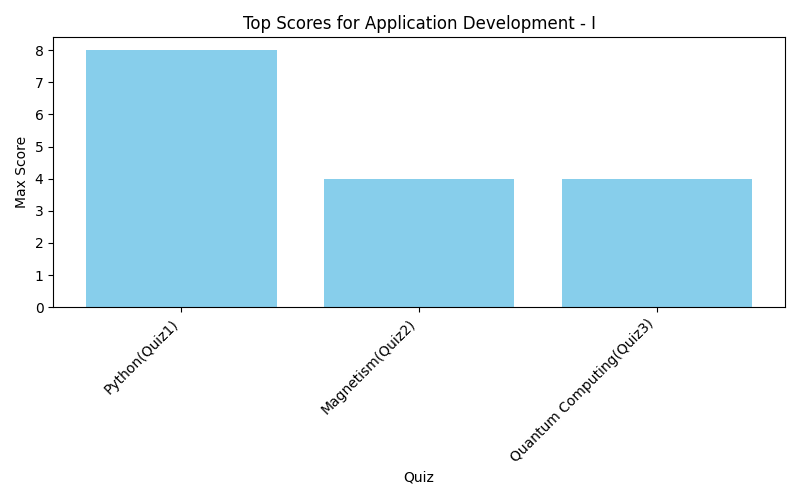 Top Scores for Application Development - I
Max Score
8
7
6
5
4
3
2
1
0
Python(Quiz1)
Magnetism(Quiz2)
Quantum Computing(Quiz3)
Quiz